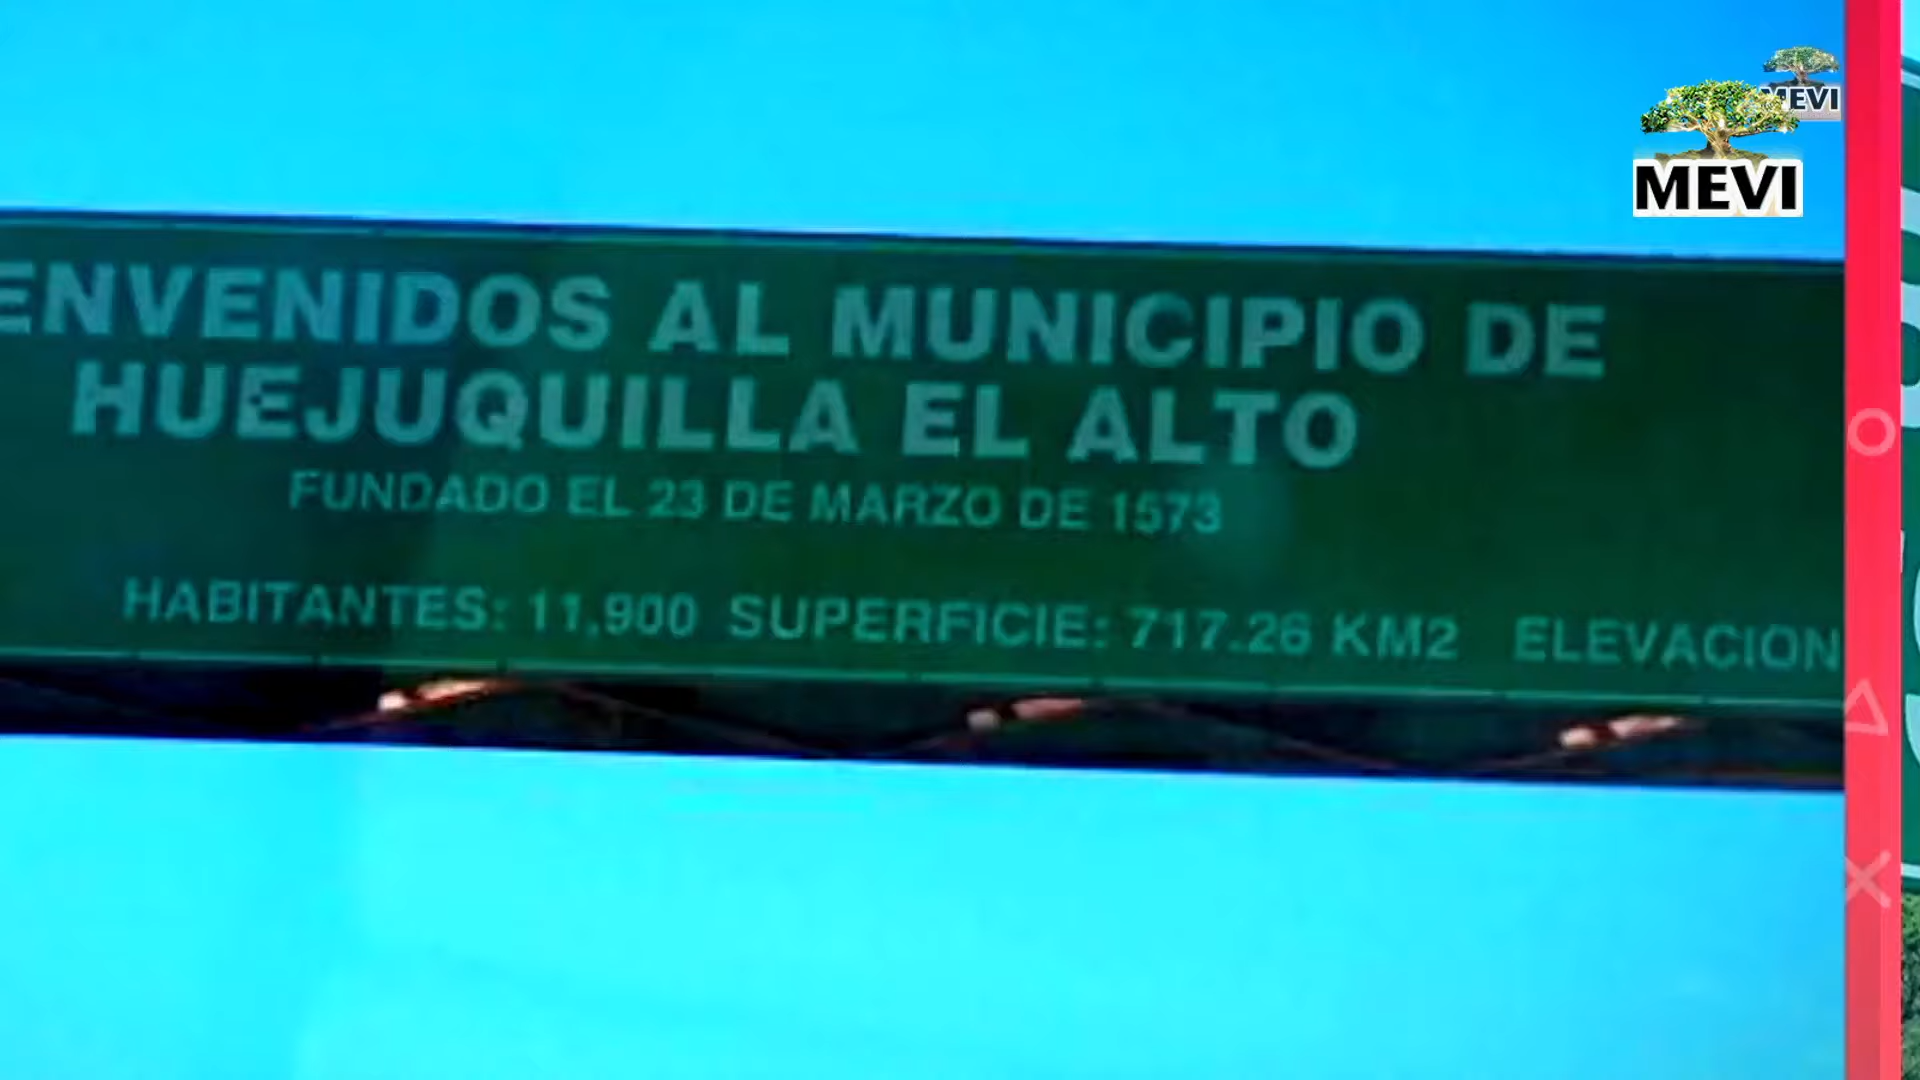 MEVI
MEVI
ENVENIDOS AL MUNICIPIO DE
HUEJUQUILLA EL ALTO
FUNDADO EL 23 DE MARZO DE 1573
HABITANTES: 11,900 SUPERFICIE: 717.26 KM2 ELEVACION